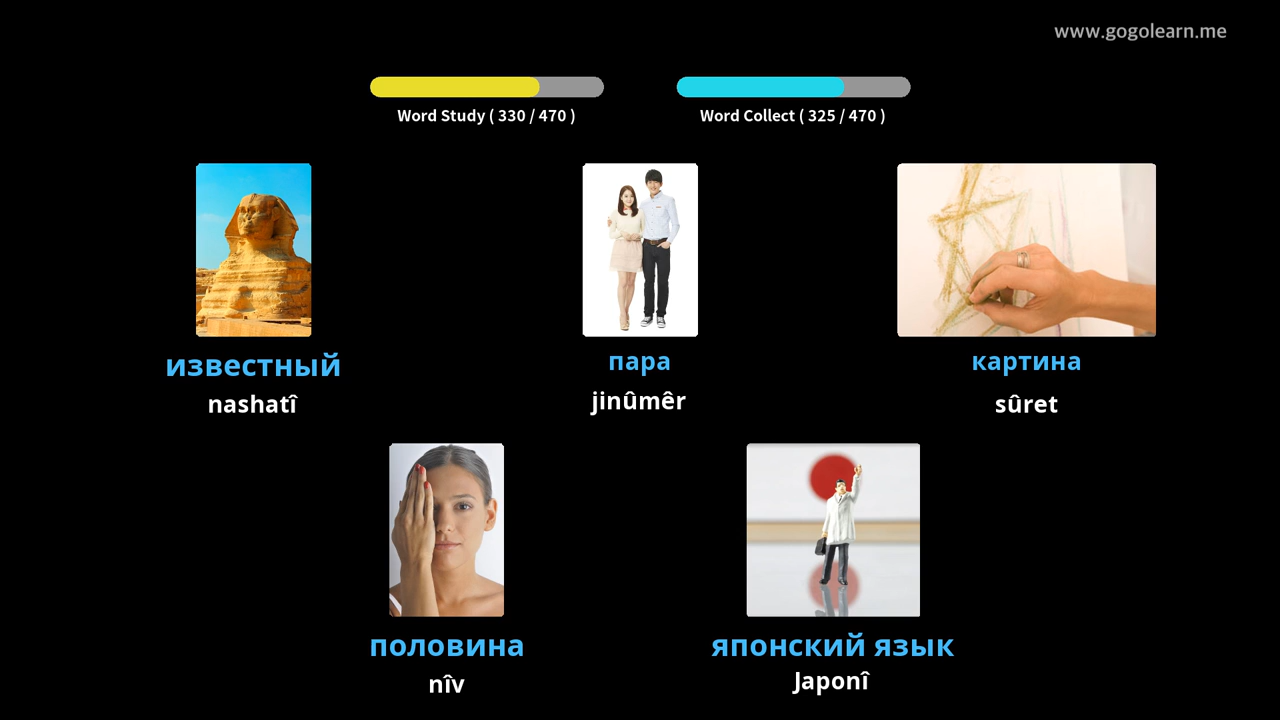 www.gogolearn.me
Word Study ( 330 / 470 )
Word Collect ( 325 / 470 )
известный
nashatî
пара
jinûmêr
картина
sûret
половина
nîv
японский язык
Japonî